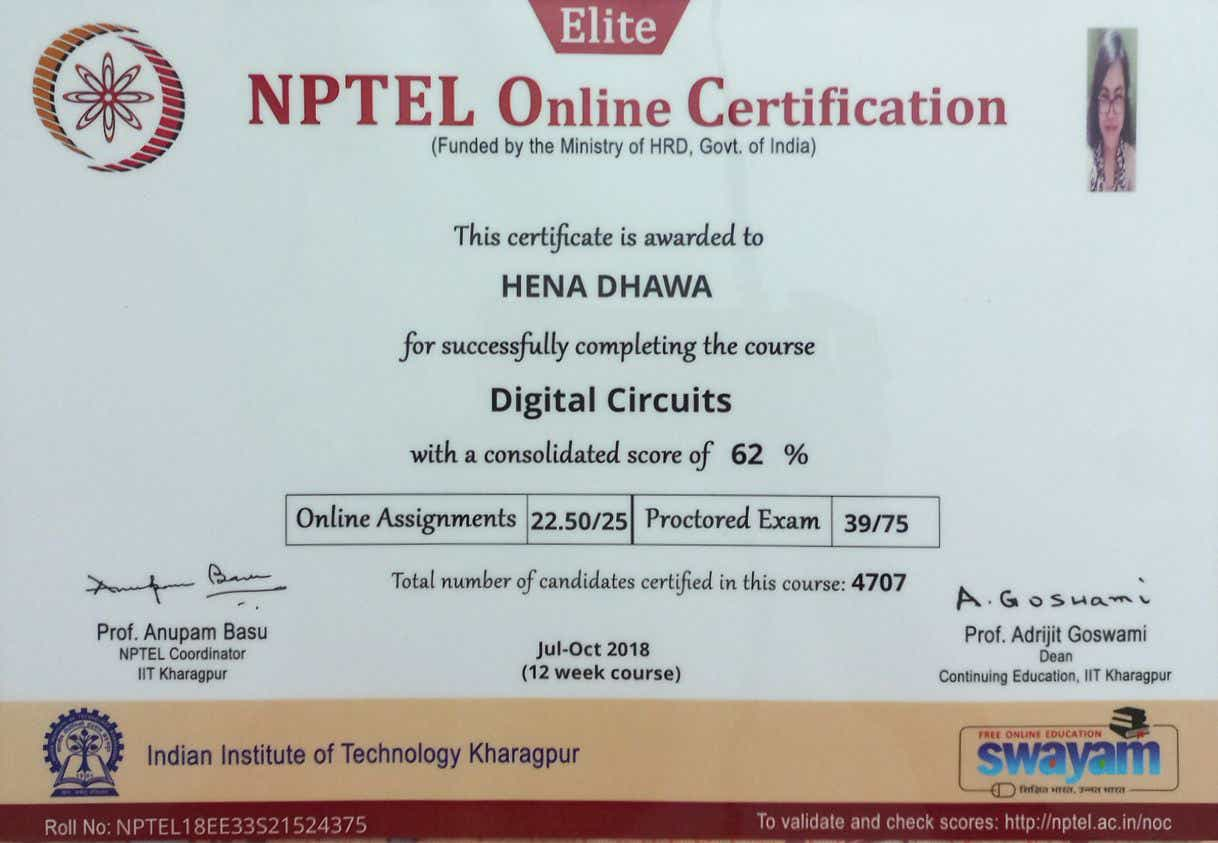 Elite
NPTEL Online Certification
(Funded by the Ministry of HRD, Govt. of India)
This certificate is awarded to
HENA DHAWA
for successfully completing the course
Digital Circuits
with a consolidated score of 62 %
Online Assignments 22.50/25 Proctored Exam 39/75
Total number of candidates certified in this course: 4707
Anupam Basu
A. Goswami
Prof. Anupam Basu
NPTEL Coordinator
IIT Kharagpur
Jul-Oct 2018
(12 week course)
Prof. Adrijit Goswami
Dean
Continuing Education, IIT Kharagpur
Indian Institute of Technology Kharagpur
FREE ONLINE EDUCATION
swayam
शिक्षित भारत, उन्नत भारत
Roll No: NPTEL18EE33S21524375
To validate and check scores: http://nptel.ac.in/noc